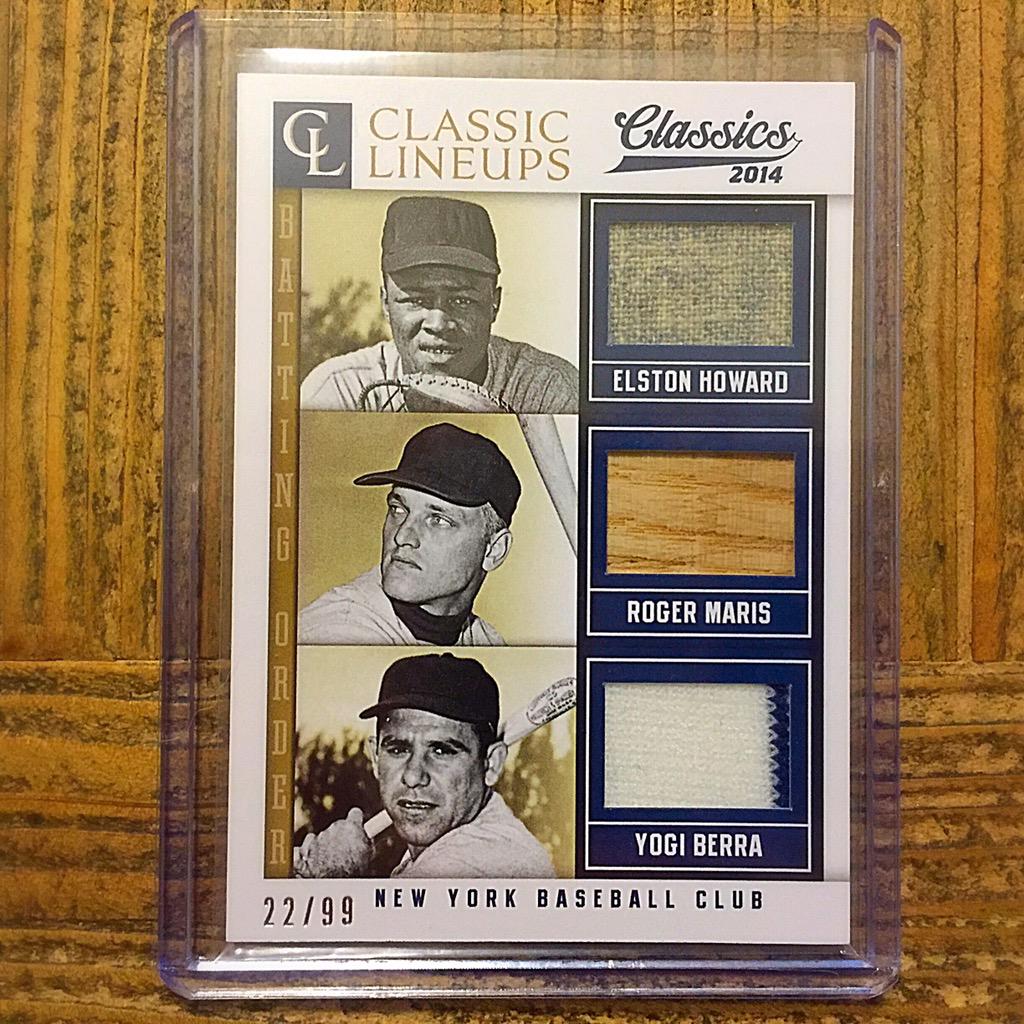 CL
CLASSIC
LINEUPS
Classics
2014
BATTING ORDER
ELSTON HOWARD
ROGER MARIS
YOGI BERRA
22/99
NEW YORK BASEBALL CLUB